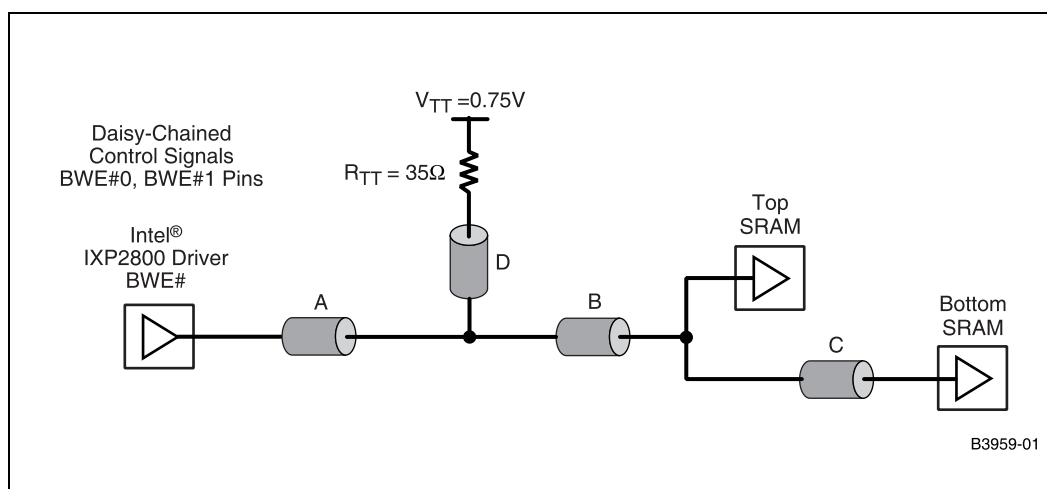 V_TT =0.75V
Daisy-Chained
Control Signals
BWE#0, BWE#1 Pins
R_TT = 35Ω
Intel®
IXP2800 Driver
BWE#
D
Top
SRAM
A
B
Bottom
SRAM
C
B3959-01